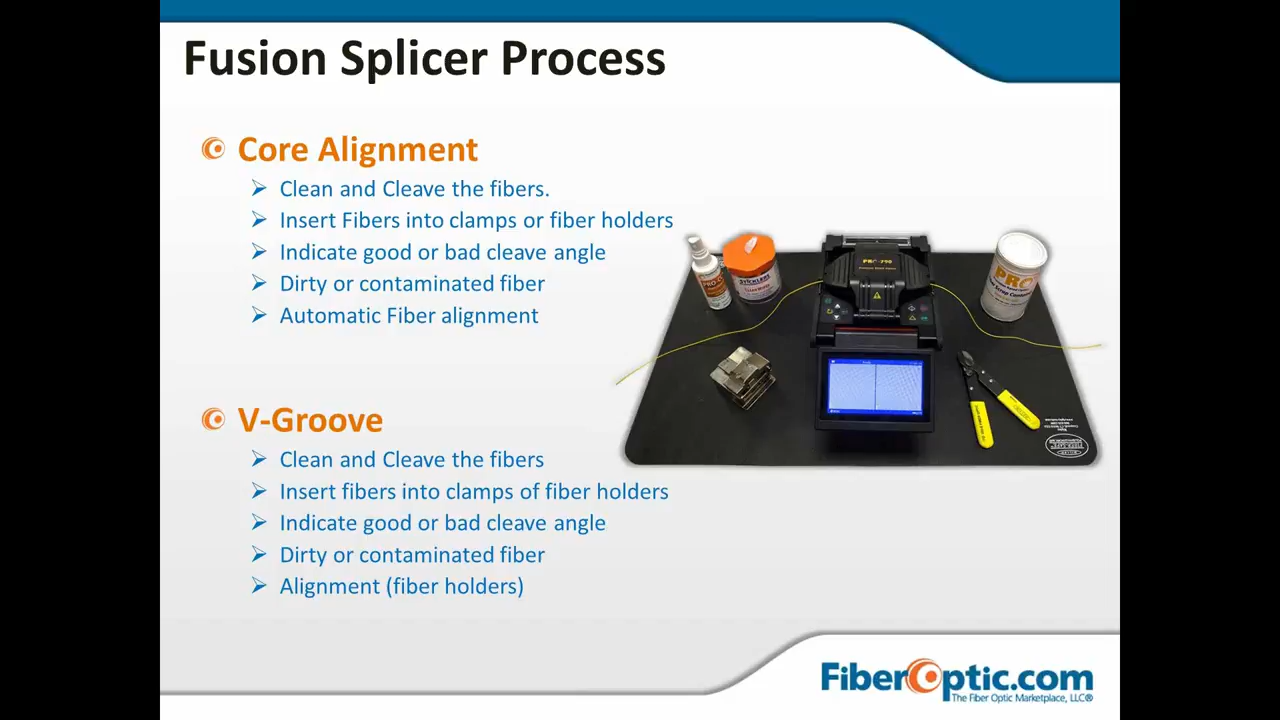 Fusion Splicer Process
Core Alignment
Clean and Cleave the fibers.
Insert Fibers into clamps or fiber holders
Indicate good or bad cleave angle
Dirty or contaminated fiber
Automatic Fiber alignment
PRO-790
PRO
V-Groove
Clean and Cleave the fibers
Insert fibers into clamps of fiber holders
Indicate good or bad cleave angle
Dirty or contaminated fiber
Alignment (fiber holders)
FiberOptic.com
The Fiber Optic Marketplace, LLC®